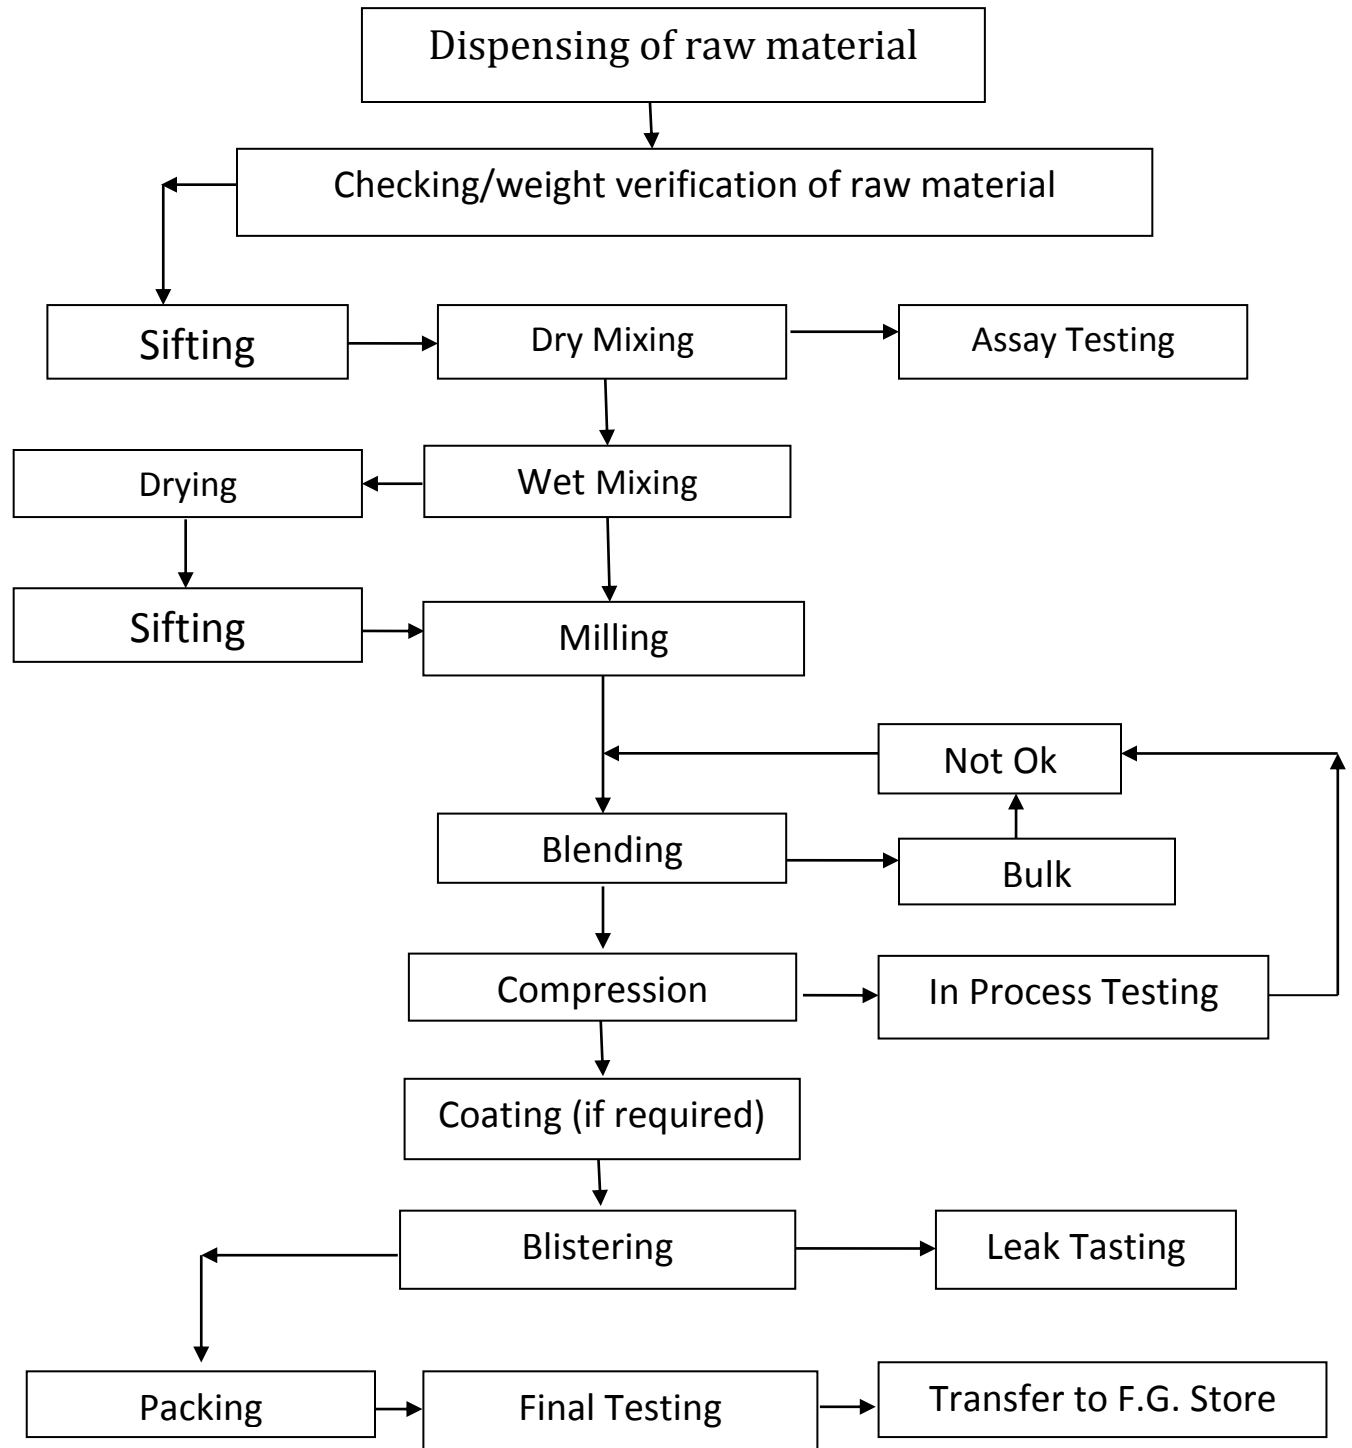 Dispensing of raw material
Checking/weight verification of raw material
Sifting
Dry Mixing
Assay Testing
Drying
Wet Mixing
Sifting
Milling
Not Ok
Blending
Bulk
Compression
In Process Testing
Coating (if required)
Blistering
Leak Tasting
Packing
Final Testing
Transfer to F.G. Store